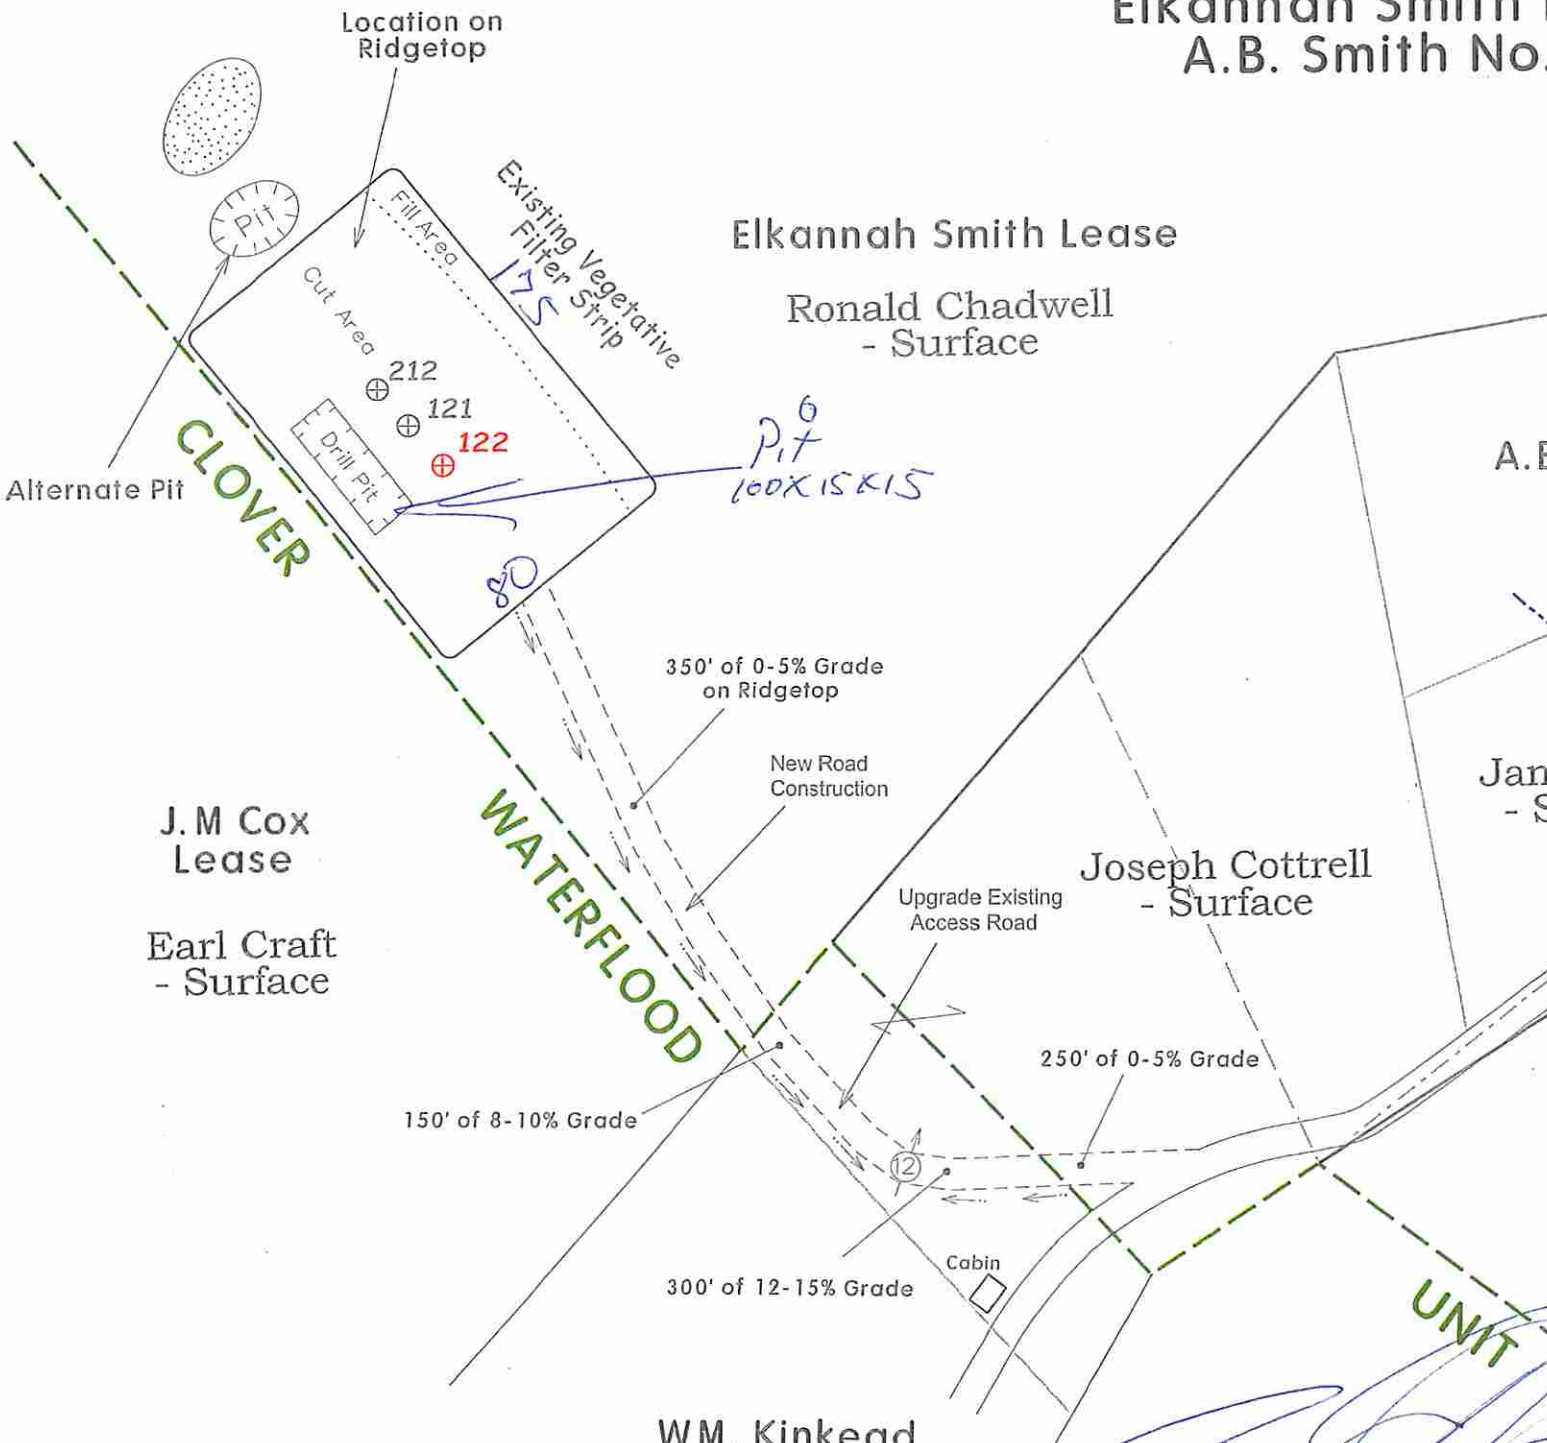 Location on
Ridgetop
Elkannah Smith
A.B. Smith No.
Pit
Fill Area
Existing Vegetative
Filter Strip
175
Cut Area
Elkannah Smith Lease
Ronald Chadwell
- Surface
212
121
122
Drill Pit
Pit
100X15X15
Alternate Pit
CLOVER
80
350' of 0-5% Grade
on Ridgetop
New Road
Construction
J.M Cox
Lease
Earl Craft
- Surface
WATERFLOOD
Upgrade Existing
Access Road
Joseph Cottrell
- Surface
150' of 8-10% Grade
250' of 0-5% Grade
12
300' of 12-15% Grade
Cabin
UNIT
WM. Kinkead